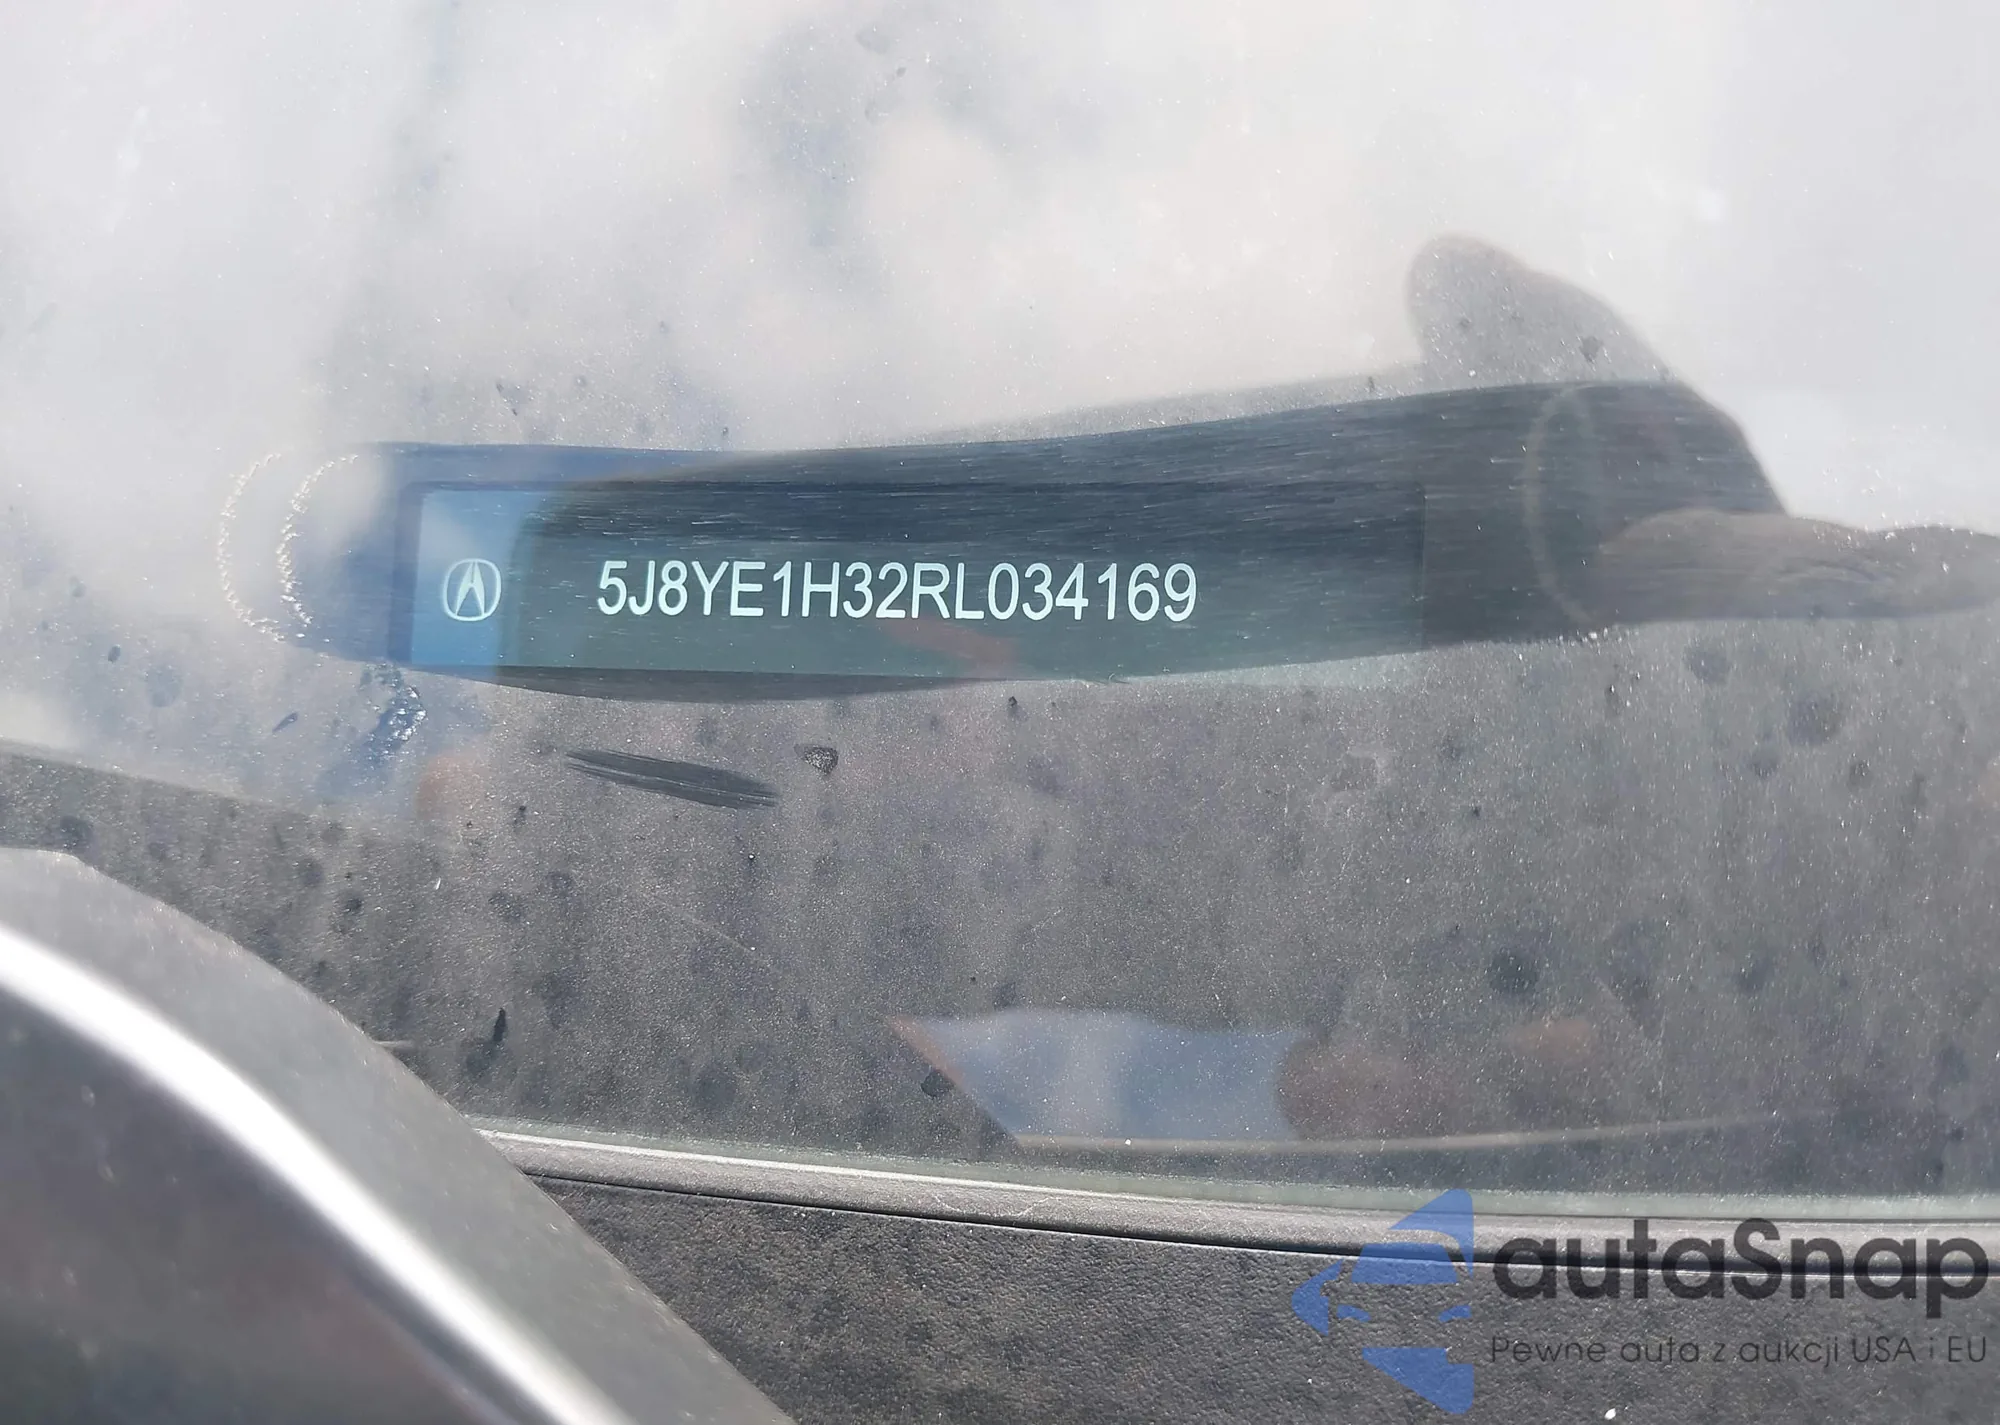 5J8YE1H32RL034169
autaSnap
Pewne auta z aukcji USA i EU